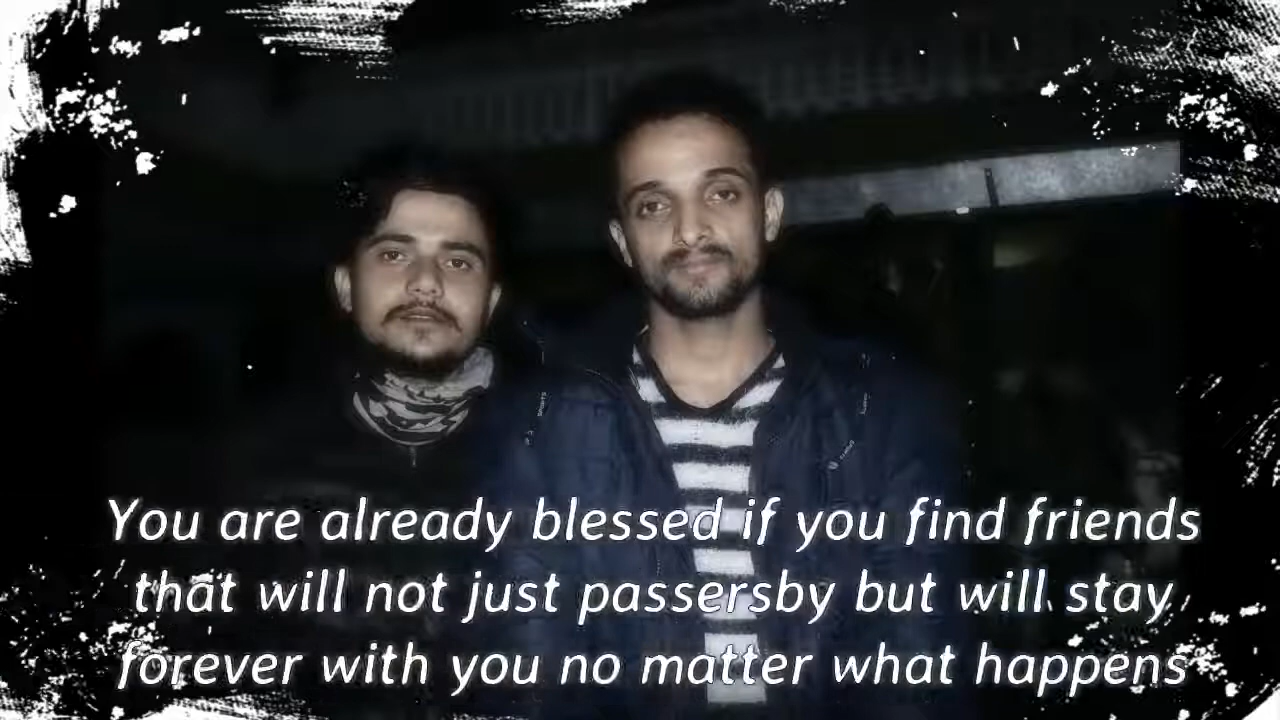 SPORTS
You are already blessed if you find friends
that will not just passersby but will stay
forever with you no matter what happens